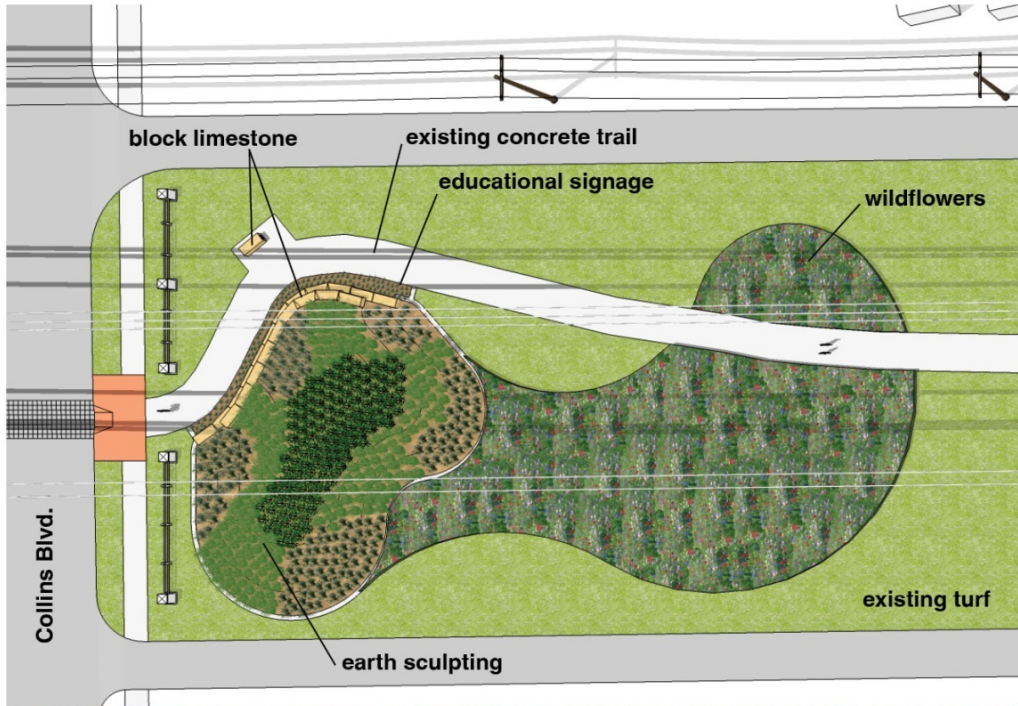 block limestone
existing concrete trail
educational signage
wildflowers
Collins Blvd.
existing turf
earth sculpting